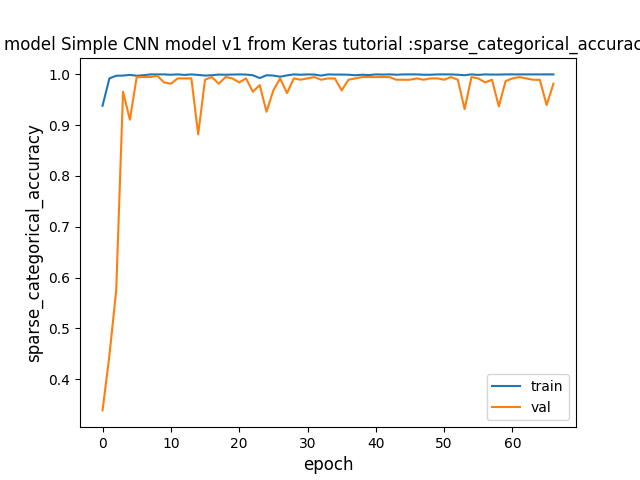 model Simple CNN model v1 from Keras tutorial :sparse_categorical_accurac
1.0
0.9
0.8
0.7
0.6
0.5
0.4
sparse_categorical_accuracy
train
val
0 10 20 30 40 50 60
epoch